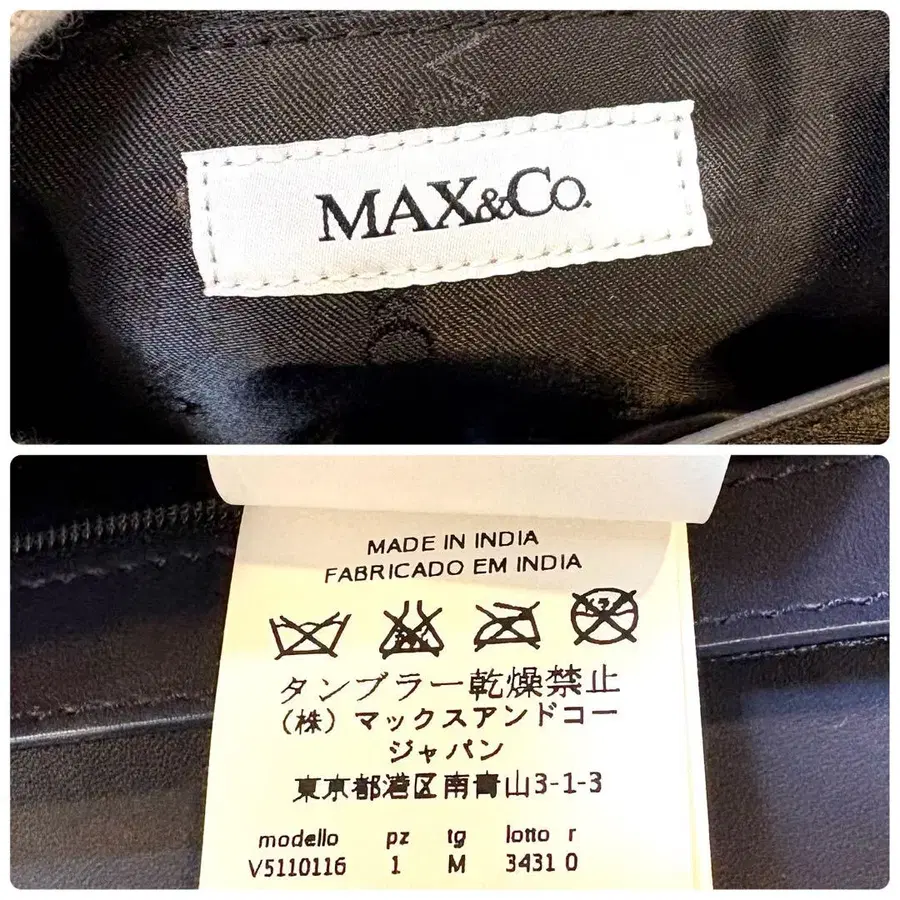 MAX&Co.
MADE IN INDIA
FABRICADO EM INDIA
タンブラー乾燥禁止
(株)マックスアンドコー
ジャパン
東京都港区南青山3-1-3
modello pz tg lotto r
V5110116 1 M 3431 0